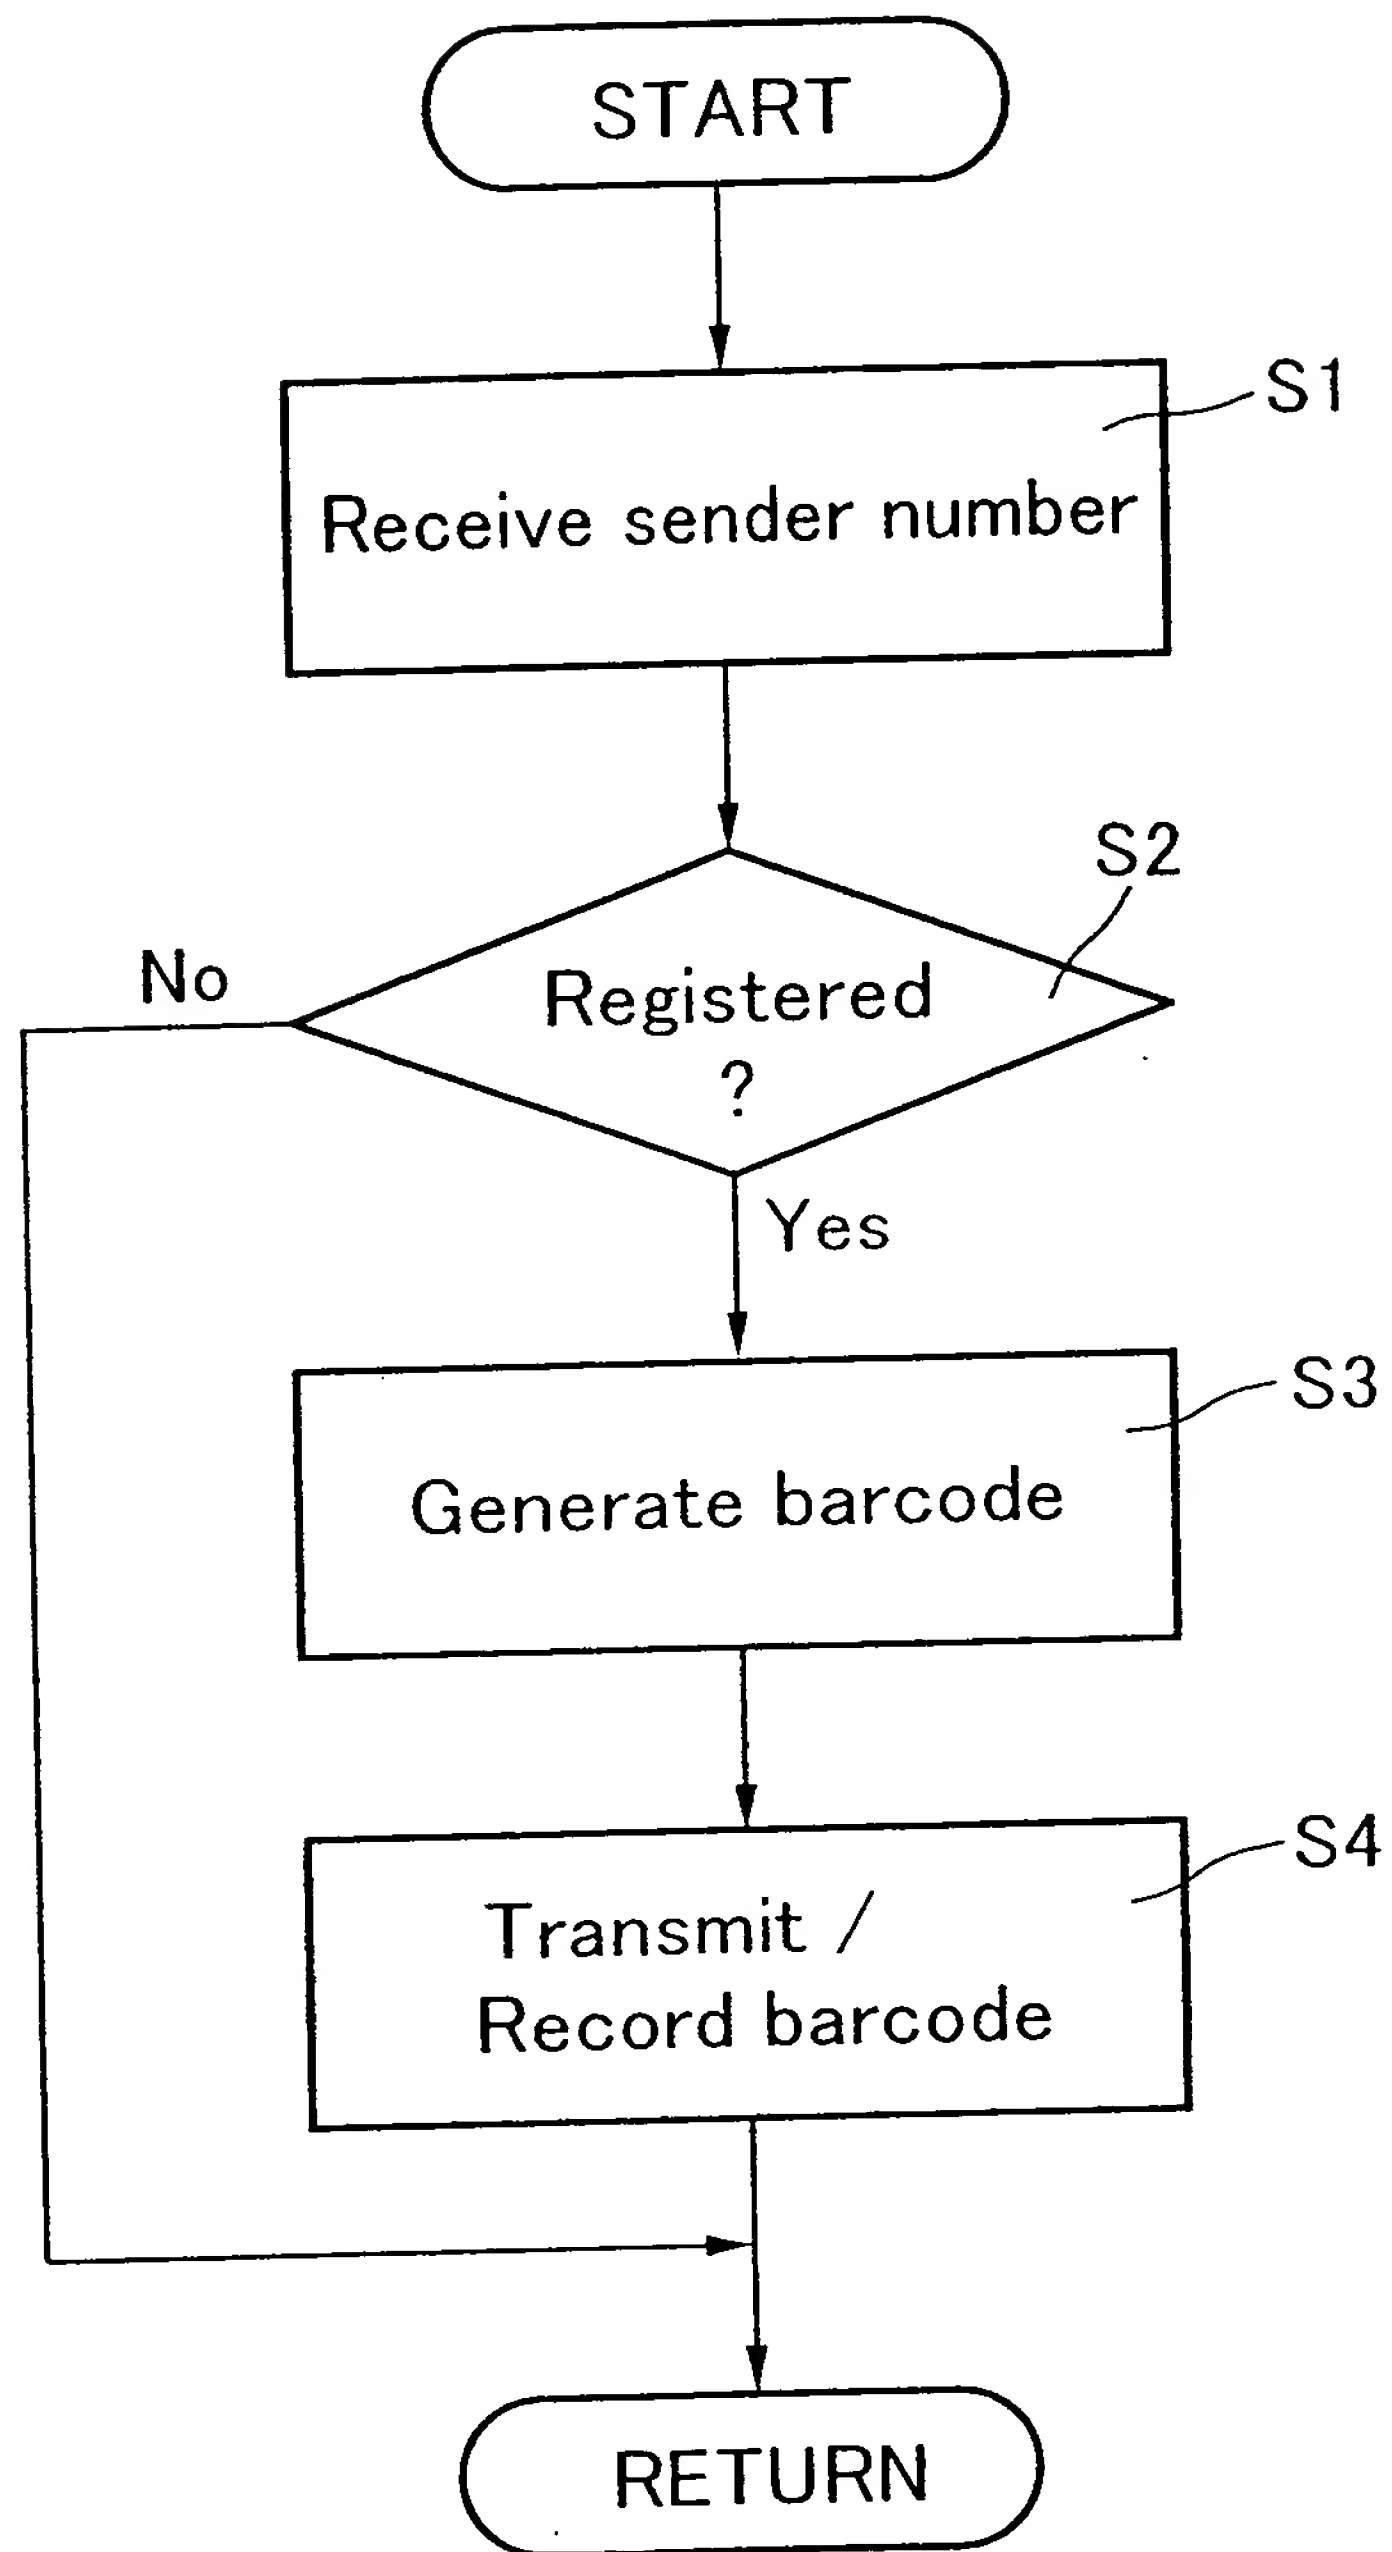 START
S1
Receive sender number
S2
No
Registered
?
Yes
S3
Generate barcode
S4
Transmit /
Record barcode
RETURN